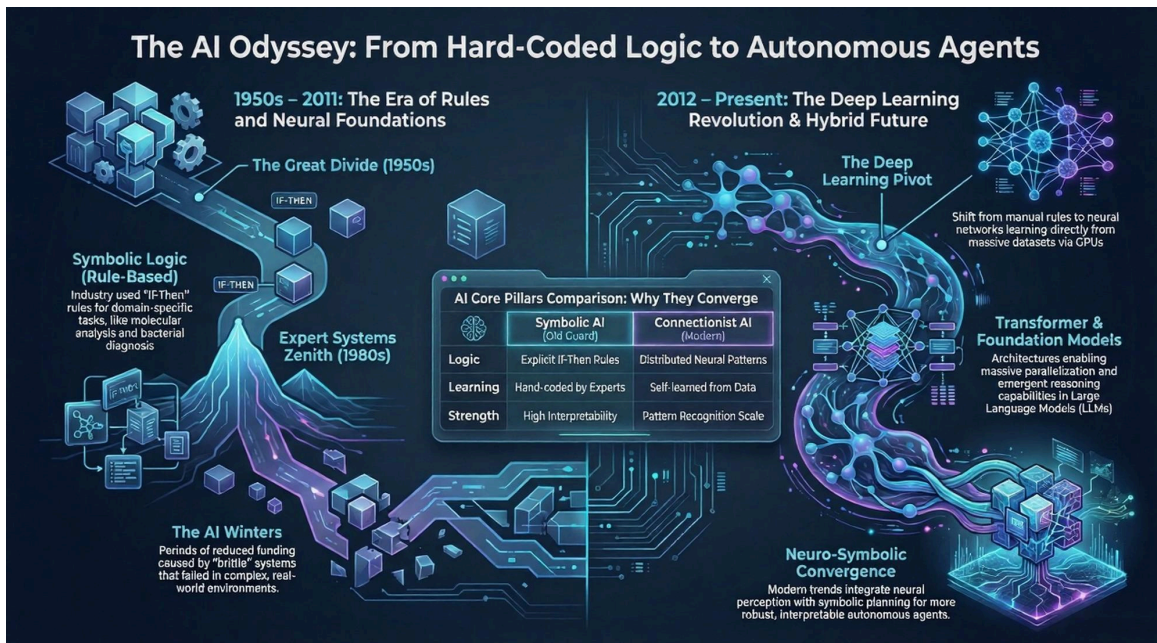 The AI Odyssey: From Hard-Coded Logic to Autonomous Agents
1950s – 2011: The Era of Rules
and Neural Foundations
The Great Divide (1950s)
IF-THEN
IF-THEN
Symbolic Logic
(Rule-Based)
Industry used "IF-Then"
rules for domain-specific
tasks, like molecular
analysis and bacterial
diagnosis
Expert Systems
Zenith (1980s)
The AI Winters
Perinds of reduced funding
caused by "brittle" systems
that failed in complex, real-
world environments.
AI Core Pillars Comparison: Why They Converge
Symbolic AI
(Old Guard)
Connectionist AI
(Modern)
Logic
Explicit If-Then Rules
Distributed Neural Patterns
Learning
Hand-coded by Experts
Self-learned from Data
Strength
High Interpretability
Pattern Recognition Scale
2012 – Present: The Deep Learning
Revolution & Hybrid Future
The Deep
Learning Pivot
Shift from manual rules to neural
networks learning directly from
massive datasets via GPUs
Transformer &
Foundation Models
Architectures enabling
massive parallelization and
emergent reasoning
capabilities in Large
Language Models (LLMs)
Neuro-Symbolic
Convergence
Modern trends integrate neural
perception with symbolic planning for more
robust, interpretable autonomous agents.